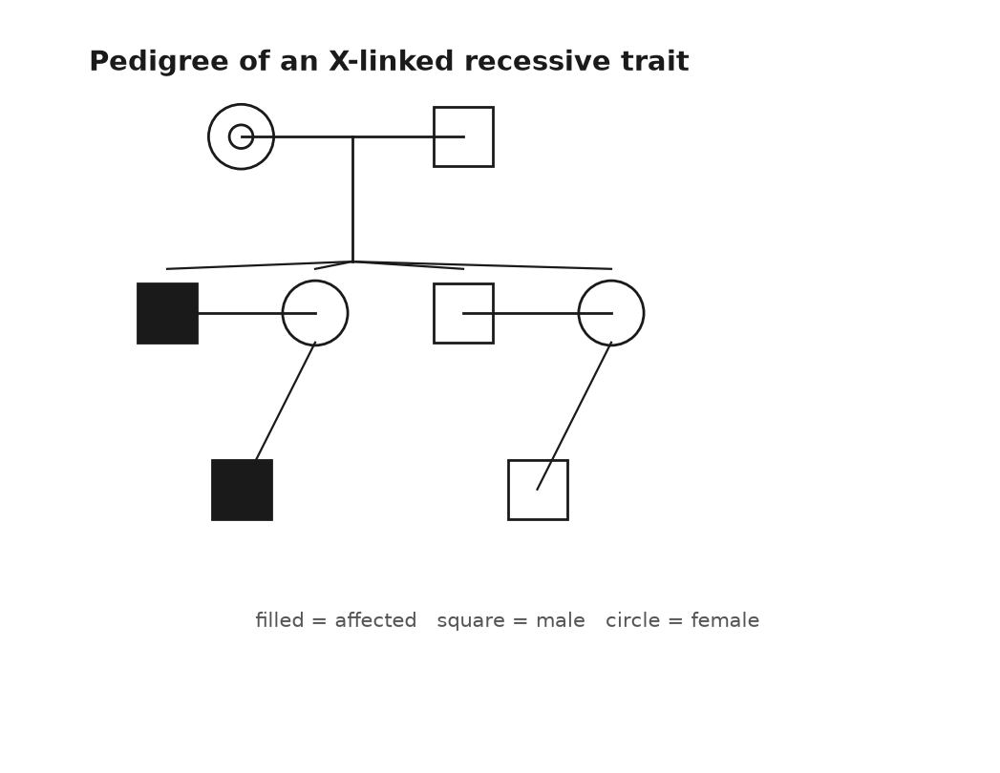 Pedigree of an X-linked recessive trait
filled = affected   square = male   circle = female